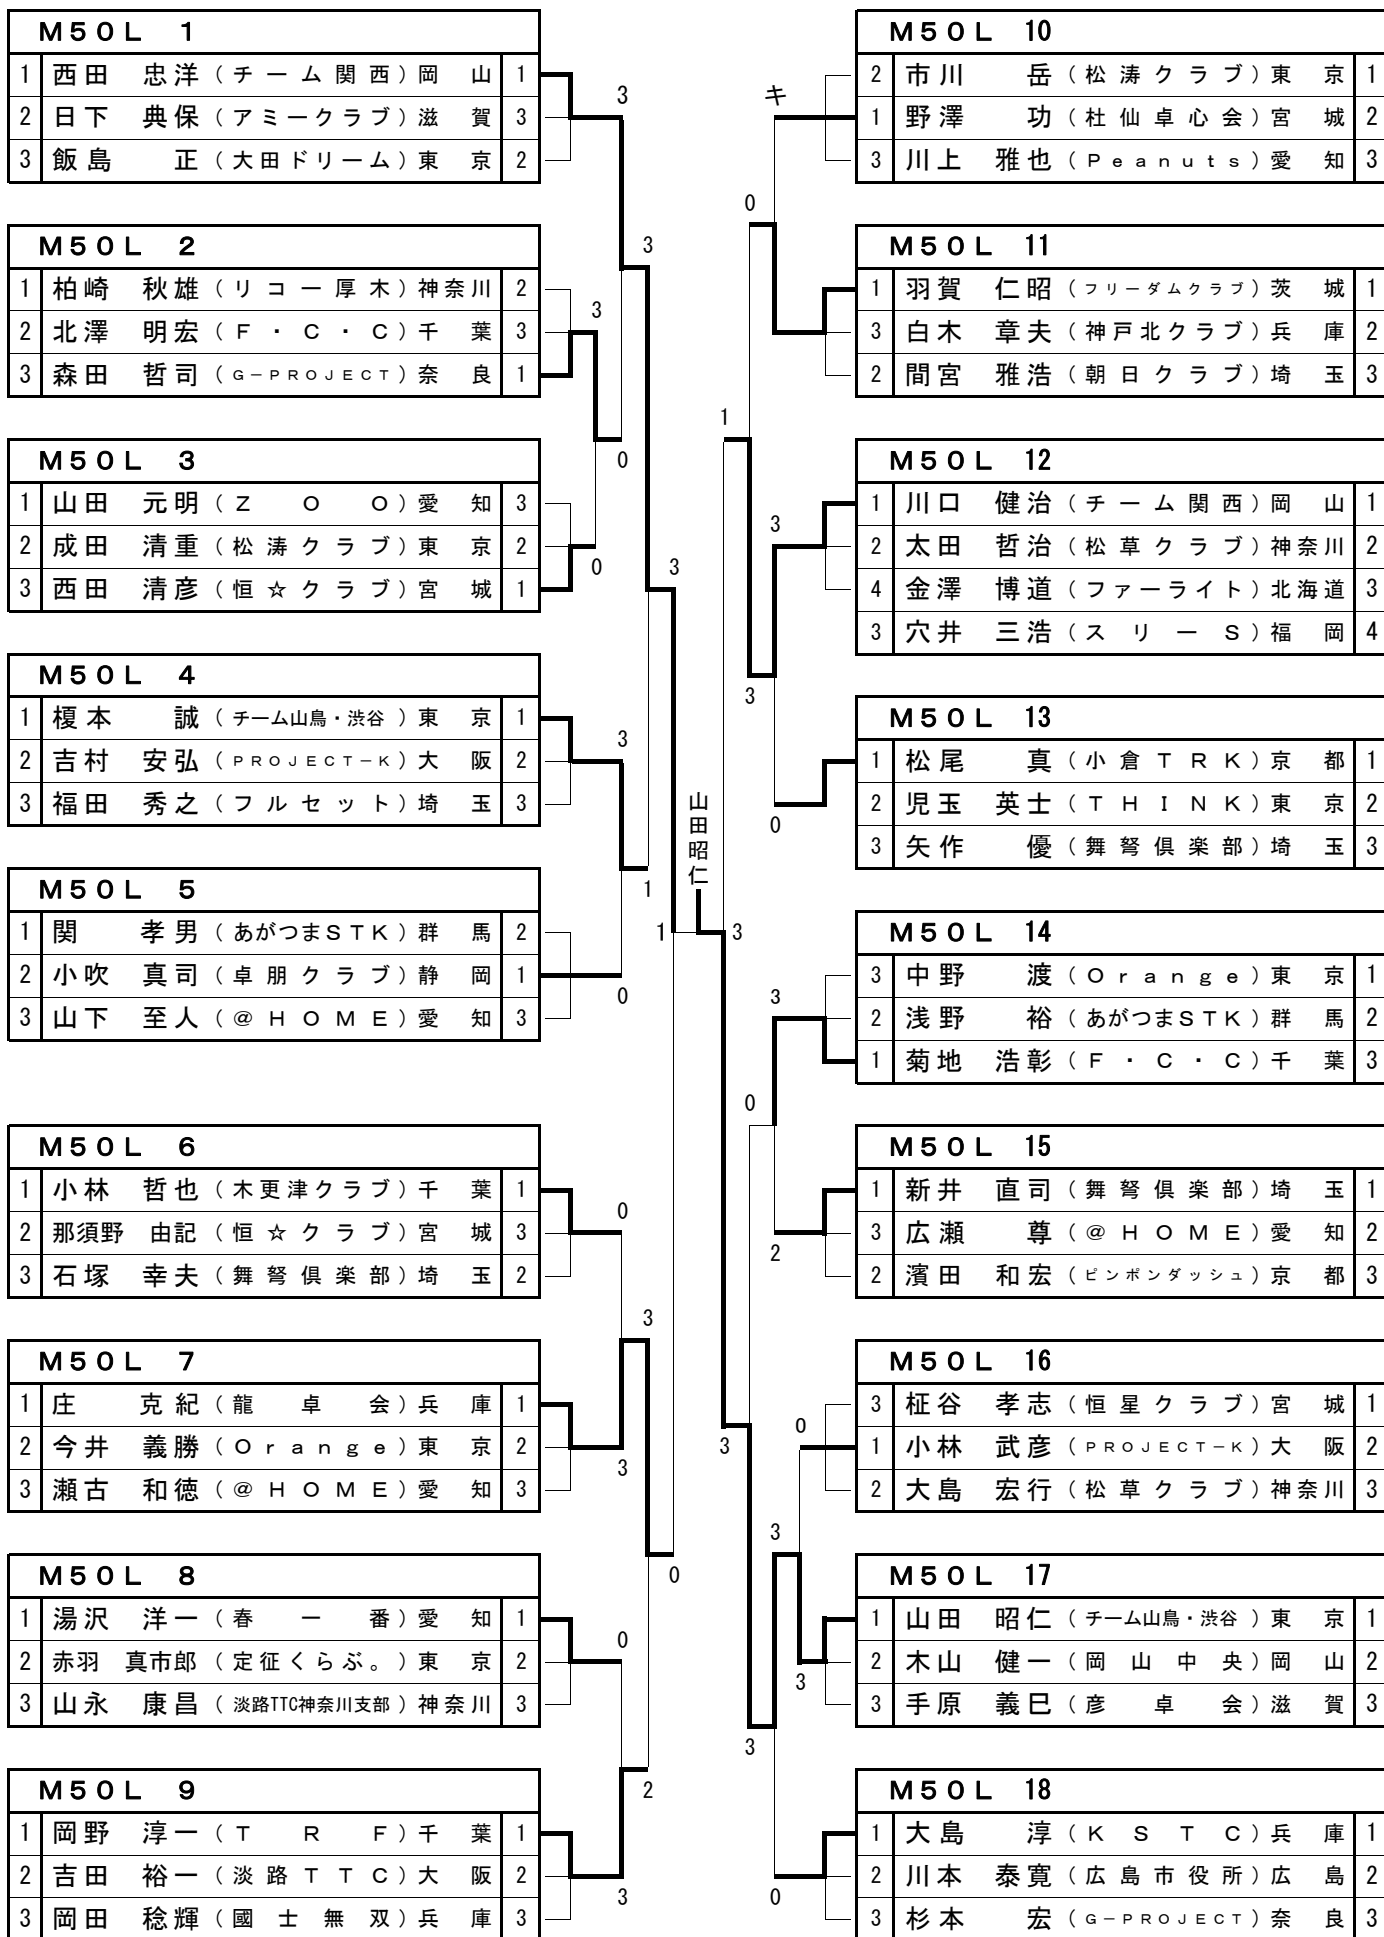 M50L 1
1 西田 忠洋 (チーム関西) 岡山 1
2 日下 典保 (アミークラブ) 滋賀 3
3 飯島 正 (大田ドリーム) 東京 2
M50L 2
1 柏崎 秋雄 (リコー厚木) 神奈川 2
2 北澤 明宏 (F・C・C) 千葉 3
3 森田 哲司 (G-PROJECT) 奈良 1
M50L 3
1 山田 元明 (ZOO) 愛知 3
2 成田 清重 (松涛クラブ) 東京 2
3 西田 清彦 (恒☆クラブ) 宮城 1
M50L 4
1 榎本 誠 (チーム山鳥・渋谷) 東京 1
2 吉村 安弘 (PROJECT-K) 大阪 2
3 福田 秀之 (フルセット) 埼玉 3
M50L 5
1 関 孝男 (あがつまSTK) 群馬 2
2 小吹 真司 (卓朋クラブ) 静岡 1
3 山下 至人 (@HOME) 愛知 3
M50L 6
1 小林 哲也 (木更津クラブ) 千葉 1
2 那須野 由記 (恒☆クラブ) 宮城 3
3 石塚 幸夫 (舞弩倶楽部) 埼玉 2
M50L 7
1 庄 克紀 (龍卓会) 兵庫 1
2 今井 義勝 (Orange) 東京 2
3 瀬古 和徳 (@HOME) 愛知 3
M50L 8
1 湯沢 洋一 (春一番) 愛知 1
2 赤羽 真市郎 (定征くらぶ。) 東京 2
3 山永 康昌 (淡路TTC神奈川支部) 神奈川 3
M50L 9
1 岡野 淳一 (TRF) 千葉 1
2 吉田 裕一 (淡路TTC) 大阪 2
3 岡田 稔輝 (國士無双) 兵庫 3
3
3
3
0
0
3
3
1
0
1
0
3
3
0
0
2
3
山田昭仁
キ
0
1
3
3
0
3
3
0
2
3
0
3
3
3
0
M50L 10
2 市川 岳 (松涛クラブ) 東京 1
1 野澤 功 (杜仙卓心会) 宮城 2
3 川上 雅也 (Peanuts) 愛知 3
M50L 11
1 羽賀 仁昭 (フリーダムクラブ) 茨城 1
3 白木 章夫 (神戸北クラブ) 兵庫 2
2 間宮 雅浩 (朝日クラブ) 埼玉 3
M50L 12
1 川口 健治 (チーム関西) 岡山 1
2 太田 哲治 (松草クラブ) 神奈川 2
4 金澤 博道 (ファーライト) 北海道 3
3 穴井 三浩 (スリーS) 福岡 4
M50L 13
1 松尾 真 (小倉TRK) 京都 1
2 児玉 英士 (THINK) 東京 2
3 矢作 優 (舞弩倶楽部) 埼玉 3
M50L 14
3 中野 渡 (Orange) 東京 1
2 浅野 裕 (あがつまSTK) 群馬 2
1 菊地 浩彰 (F・C・C) 千葉 3
M50L 15
1 新井 直司 (舞弩倶楽部) 埼玉 1
3 広瀬 尊 (@HOME) 愛知 2
2 濱田 和宏 (ピンポンダッシュ) 京都 3
M50L 16
3 柾谷 孝志 (恒星クラブ) 宮城 1
1 小林 武彦 (PROJECT-K) 大阪 2
2 大島 宏行 (松草クラブ) 神奈川 3
M50L 17
1 山田 昭仁 (チーム山鳥・渋谷) 東京 1
2 木山 健一 (岡山中央) 岡山 2
3 手原 義巳 (彦卓会) 滋賀 3
M50L 18
1 大島 淳 (KSTC) 兵庫 1
2 川本 泰寛 (広島市役所) 広島 2
3 杉本 宏 (G-PROJECT) 奈良 3